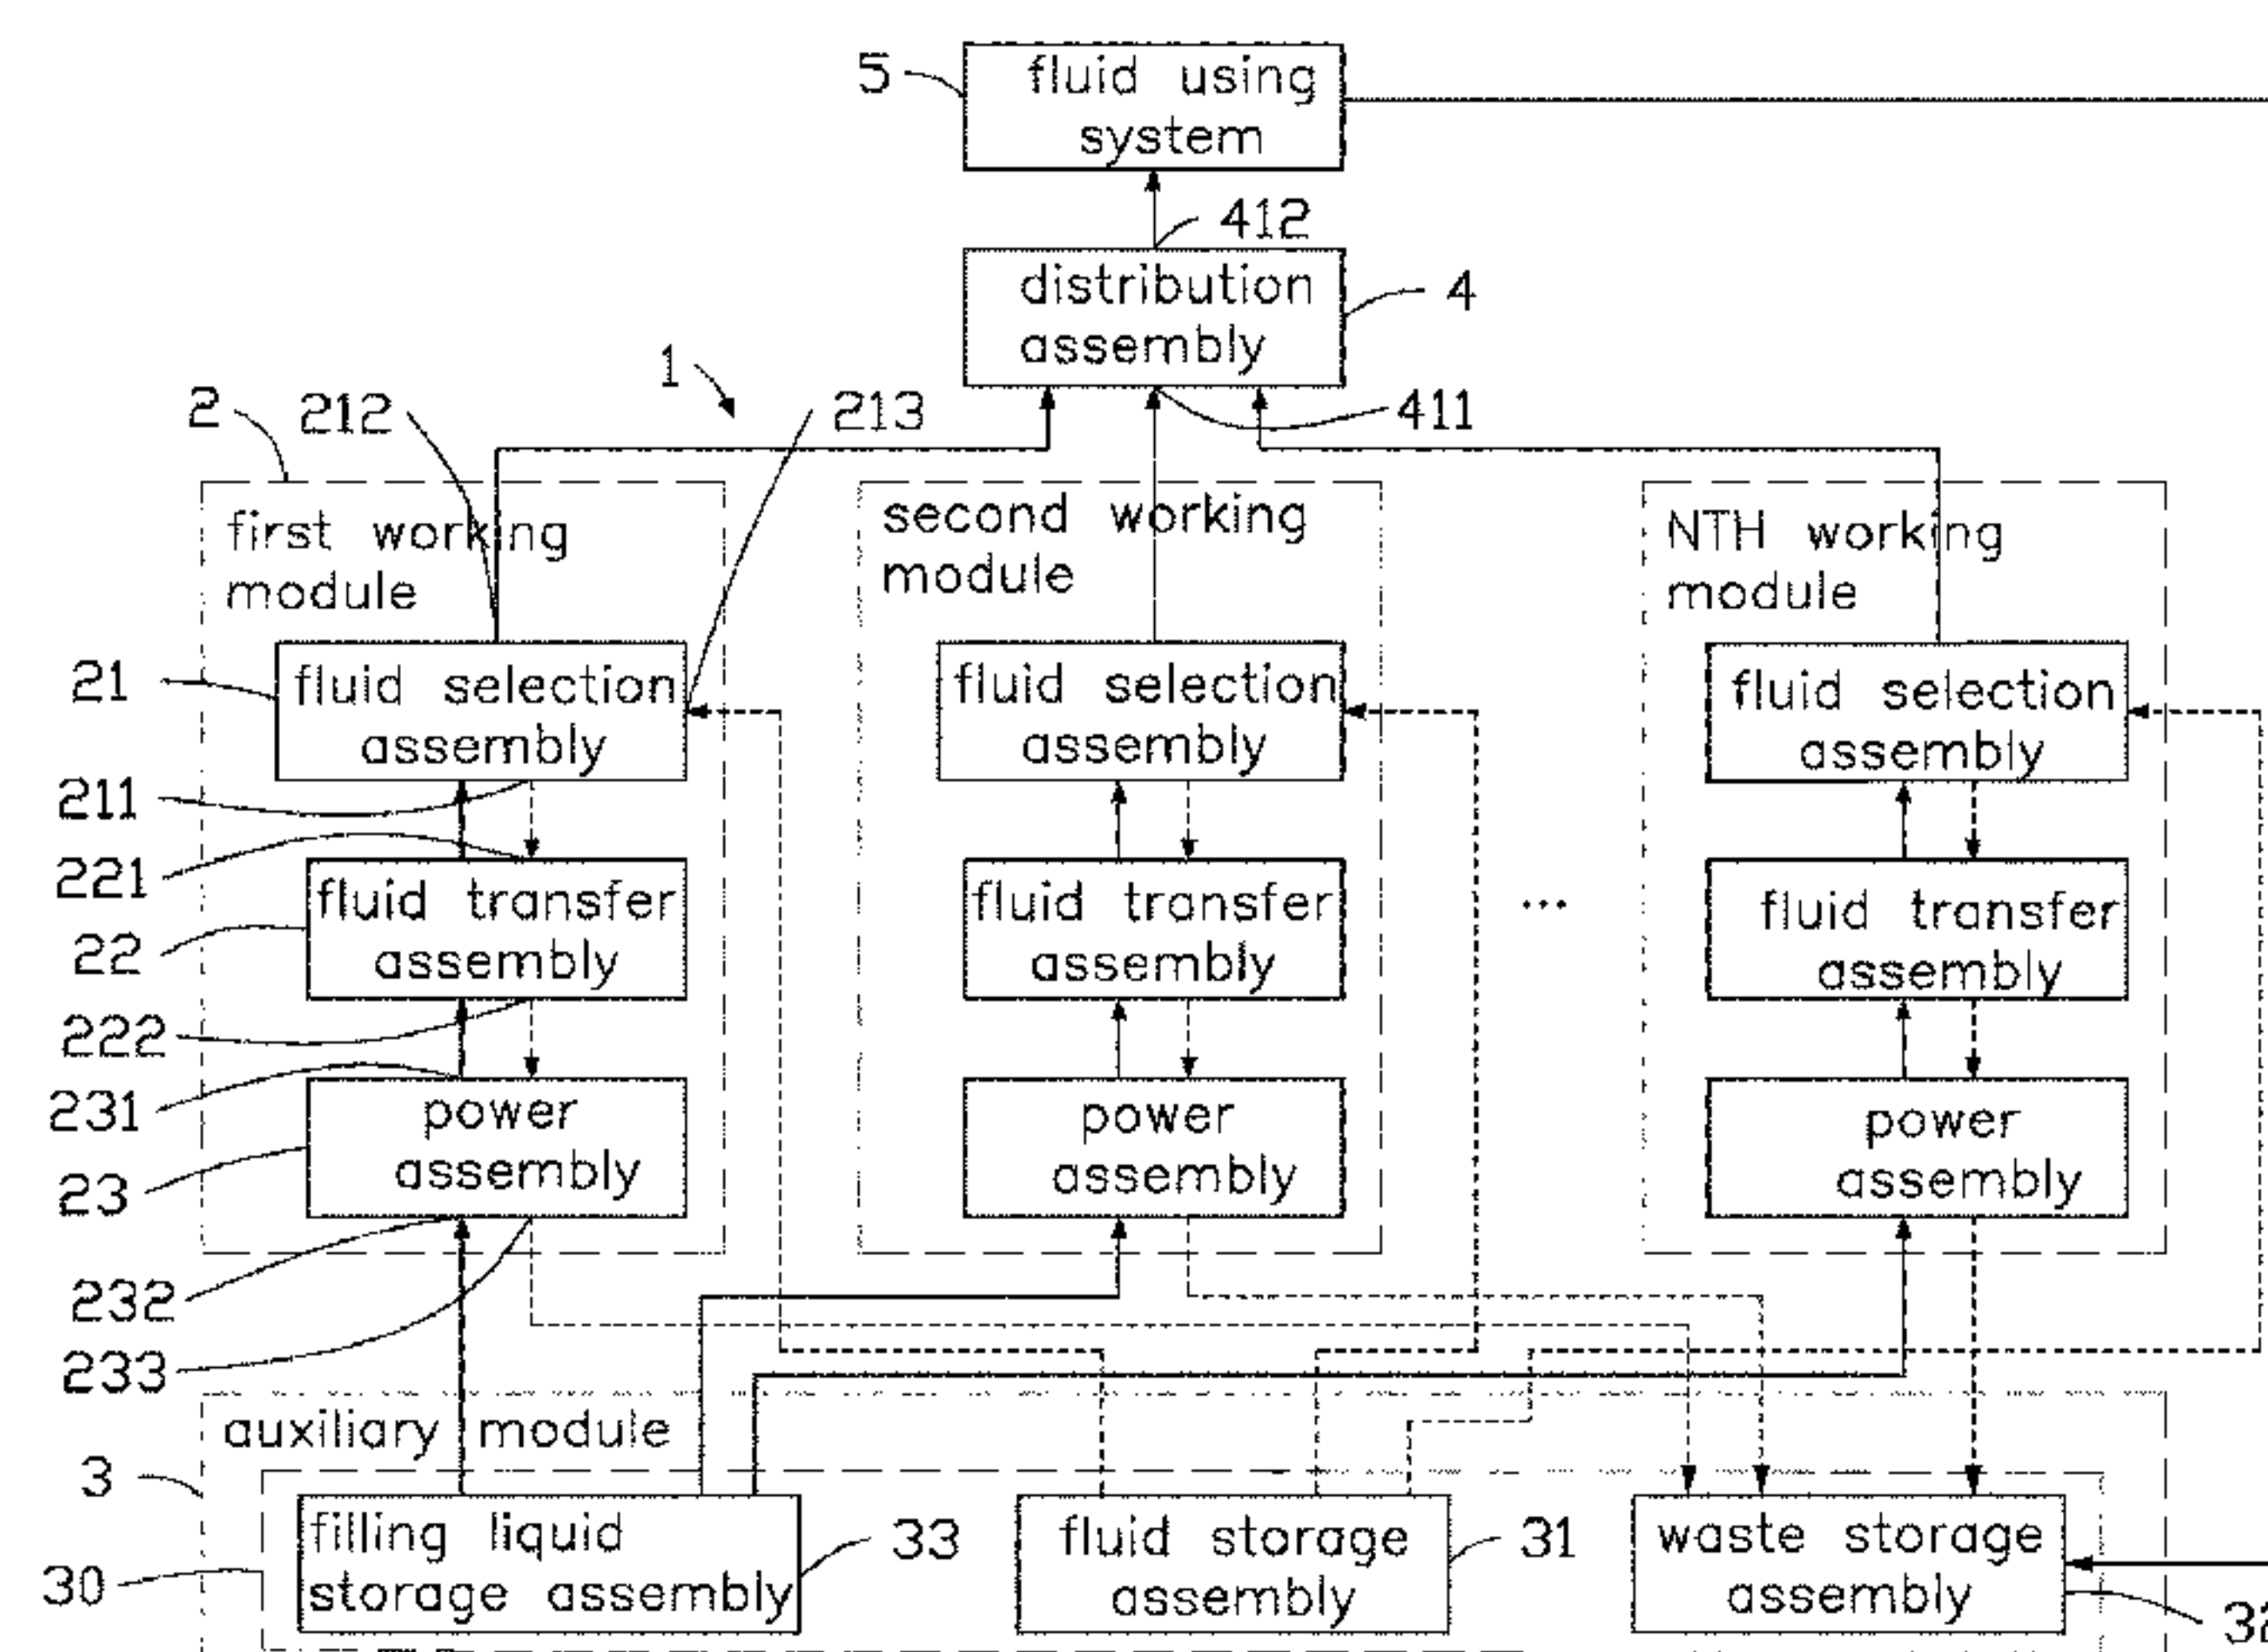 5
fluid using
system
412
distribution
assembly
4
1
2
212
213
411
first working
module
second working
module
NTH working
module
21
fluid selection
assembly
fluid selection
assembly
fluid selection
assembly
211
221
fluid transfer
assembly
fluid transfer
assembly
...
fluid transfer
assembly
22
222
231
power
assembly
power
assembly
power
assembly
23
232
233
auxiliary module
3
filling liquid
storage assembly
33
fluid storage
assembly
31
waste storage
assembly
30